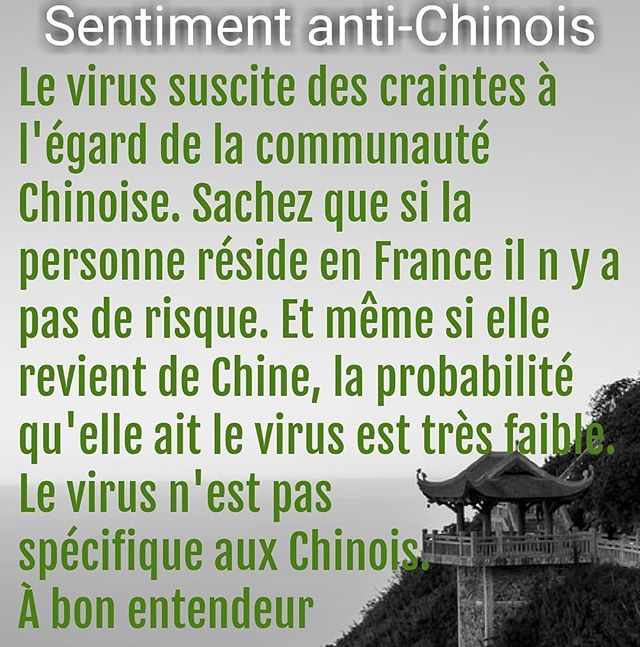 Sentiment anti-Chinois
Le virus suscite des craintes à
l'égard de la communauté
Chinoise. Sachez que si la
personne réside en France il n y a
pas de risque. Et même si elle
revient de Chine, la probabilité
qu'elle ait le virus est très faible.
Le virus n'est pas
spécifique aux Chinois.
À bon entendeur